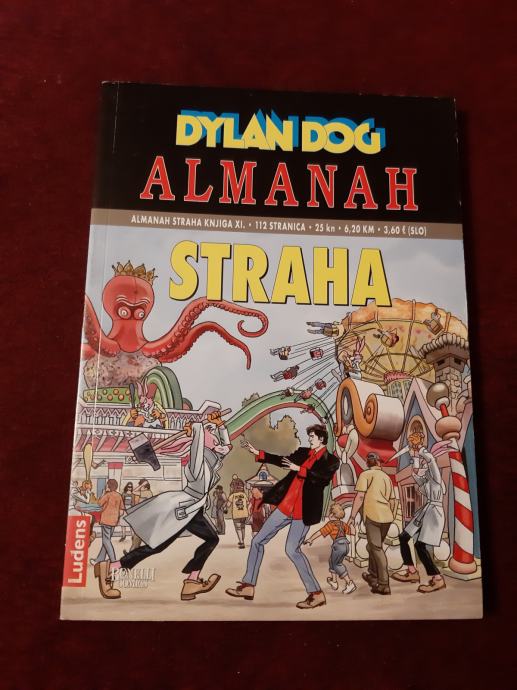 DYLAN DOG
ALMANAH
ALMANAH STRAHA KNJIGA XI. • 112 STRANICA • 25 kn • 6,20 KM • 3,60 € (SLO)
STRAHA
Ludens
BONELLI